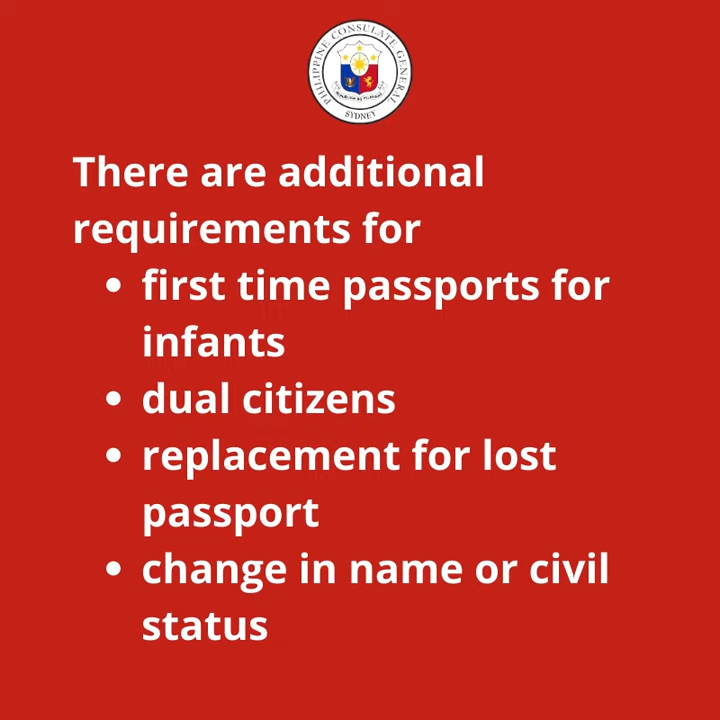 PHILIPPINE CONSULATE GENERAL
SYDNEY
There are additional
requirements for
• first time passports for
infants
• dual citizens
• replacement for lost
passport
• change in name or civil
status